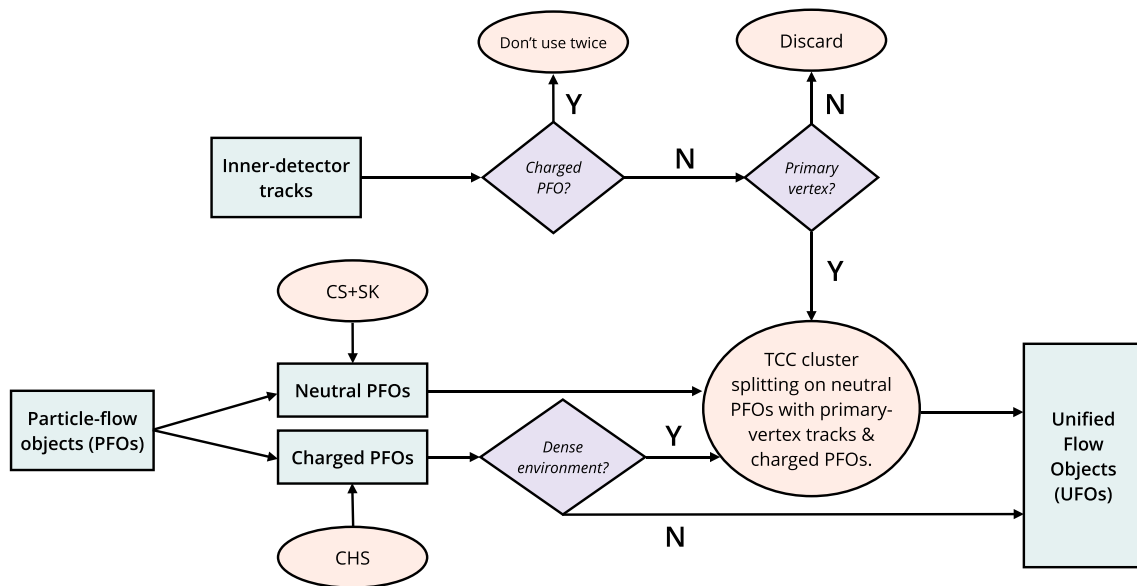 Don't use twice
Discard
Y
N
Inner-detector
tracks
Charged
PFO?
N
Primary
vertex?
Y
CS+SK
Neutral PFOs
Particle-flow
objects (PFOs)
Charged PFOs
Dense
environment?
Y
TCC cluster
splitting on neutral
PFOs with primary-
vertex tracks &
charged PFOs.
Unified
Flow
Objects
(UFOs)
N
CHS